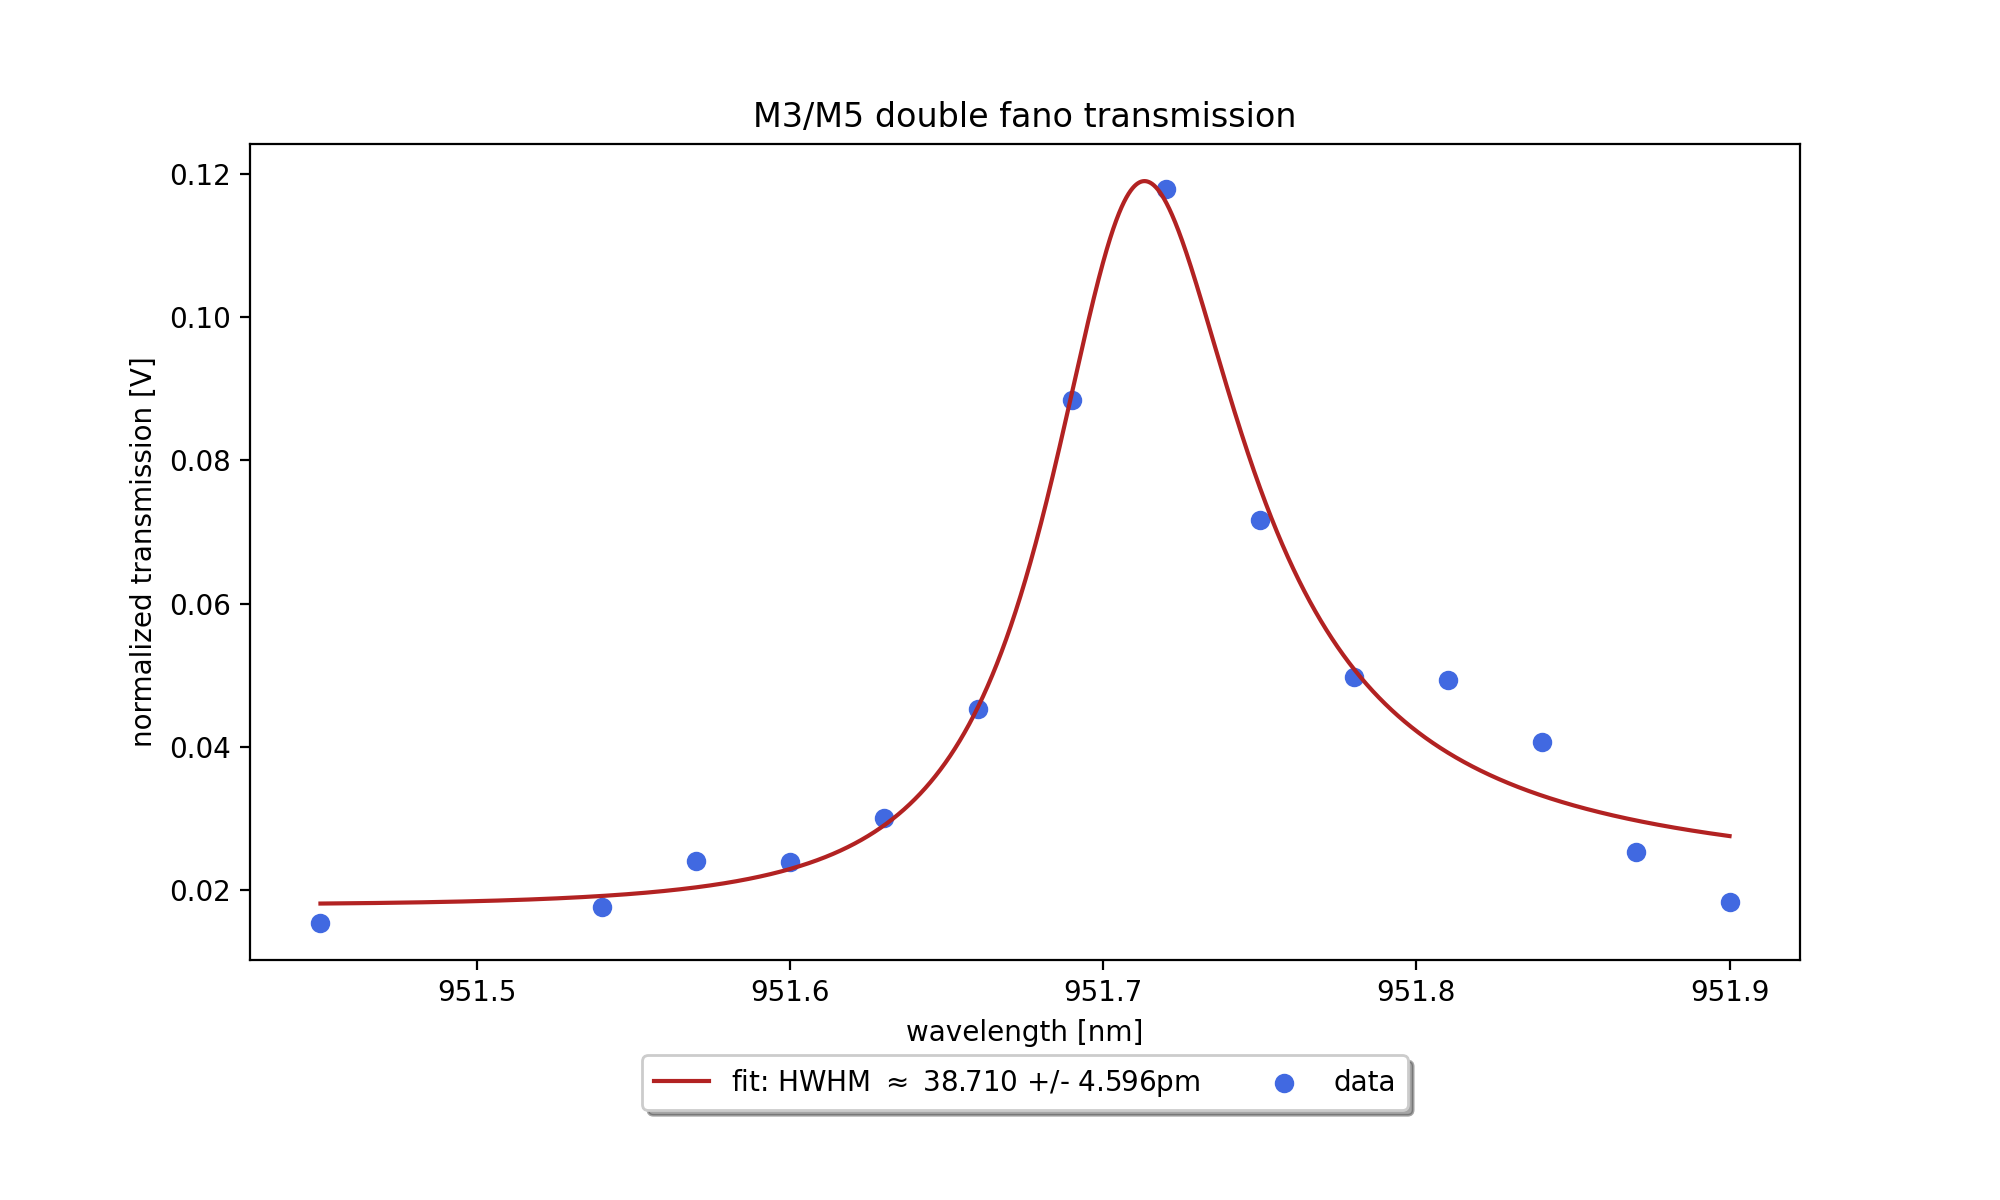 M3/M5 double fano transmission
normalized transmission [V]
0.12
0.10
0.08
0.06
0.04
0.02
951.5 951.6 951.7 951.8 951.9
wavelength [nm]
fit: HWHM ≈ 38.710 +/- 4.596pm data